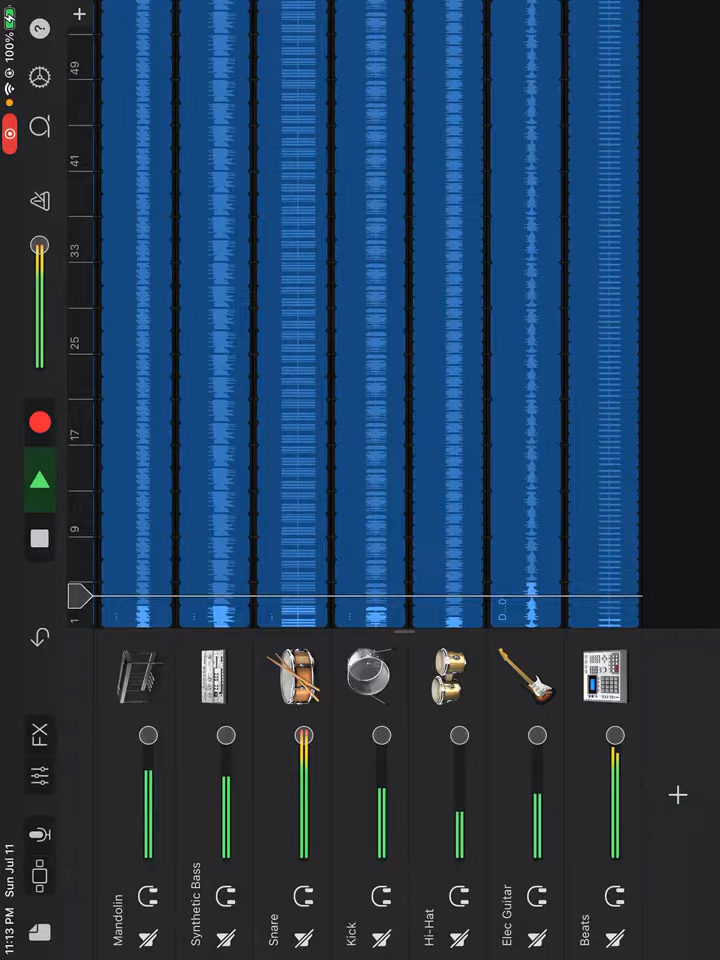 11:13 PM Sun Jul 11
100%
FX
?
1
9
17
25
33
41
49
+
Mandolin
...
Synthetic Bass
...
Snare
...
Kick
...
Hi-Hat
Elec Guitar
D...0
Beats
+